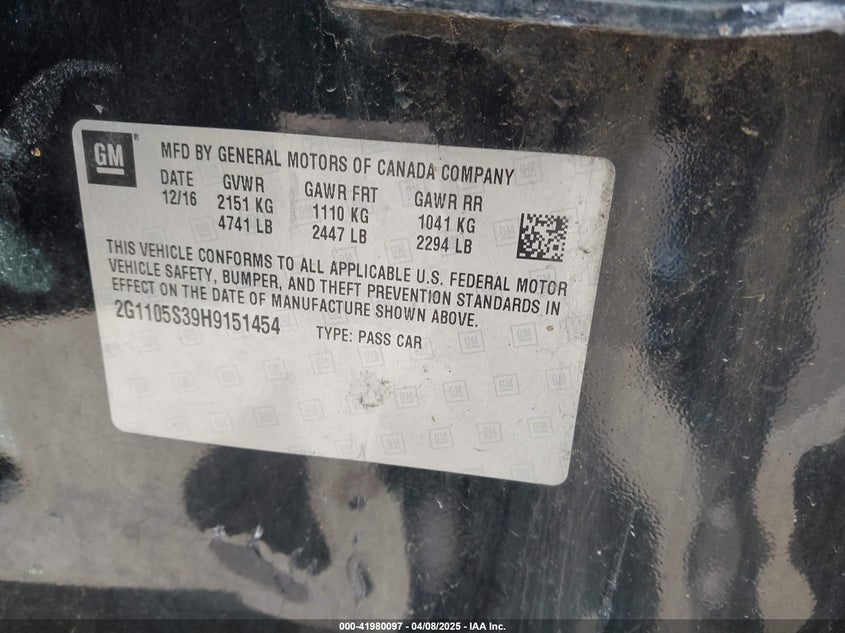 GM
MFD BY GENERAL MOTORS OF CANADA COMPANY
DATE GVWR GAWR FRT GAWR RR
12/16 2151 KG 1110 KG 1041 KG
4741 LB 2447 LB 2294 LB
THIS VEHICLE CONFORMS TO ALL APPLICABLE U.S. FEDERAL MOTOR
VEHICLE SAFETY, BUMPER, AND THEFT PREVENTION STANDARDS IN
EFFECT ON THE DATE OF MANUFACTURE SHOWN ABOVE.
2G1105S39H9151454 TYPE: PASS CAR
000-41980097 - 04/08/2025 - IAA Inc.